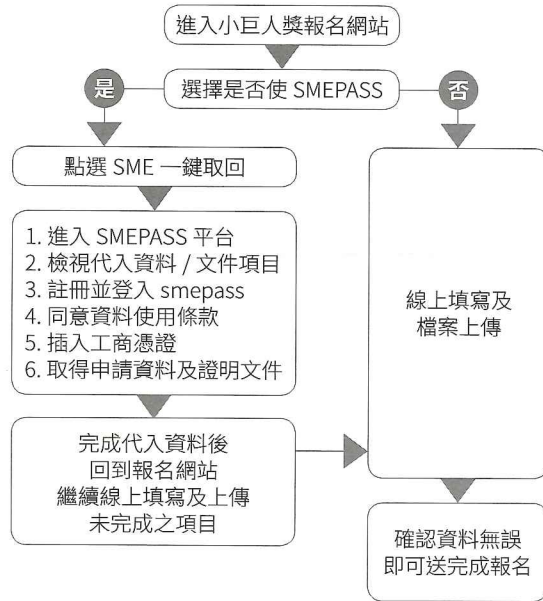 進入小巨人獎報名網站
選擇是否使 SMEPASS
是
否
點選 SME 一鍵取回
1. 進入 SMEPASS 平台
2. 檢視代入資料 / 文件項目
3. 註冊並登入 smepass
4. 同意資料使用條款
5. 插入工商憑證
6. 取得申請資料及證明文件
完成代入資料後
回到報名網站
繼續線上填寫及上傳
未完成之項目
線上填寫及
檔案上傳
確認資料無誤
即可送完成報名